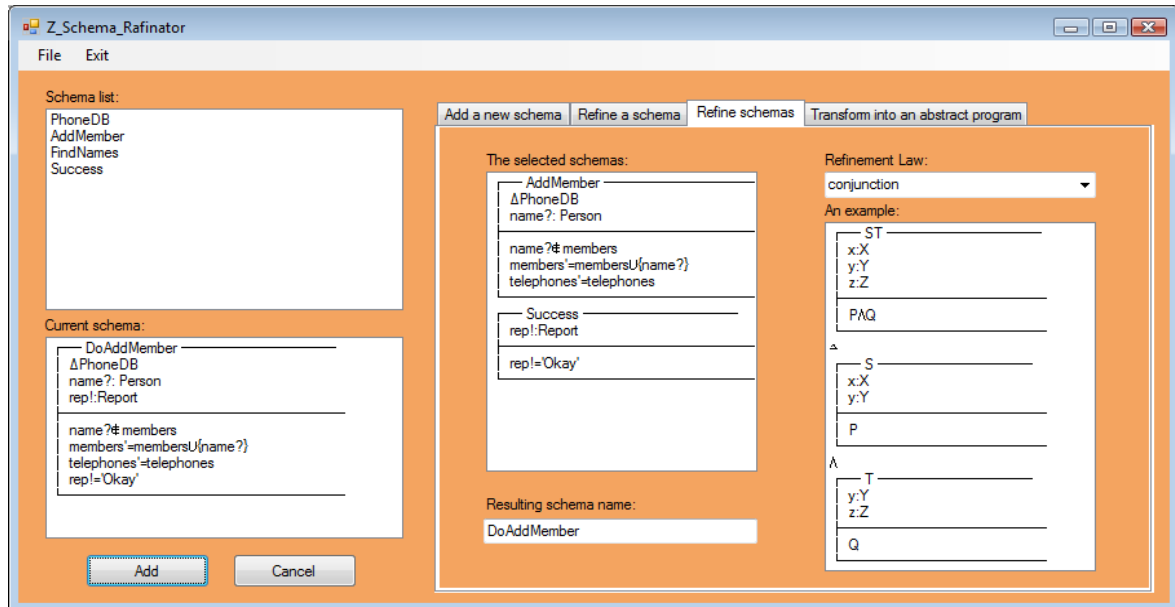 Z_Schema_Rafinator
File Exit
Schema list:
PhoneDB
AddMember
FindNames
Success
Current schema:
DoAddMember
ΔPhoneDB
name?: Person
rep!:Report
name?∉members
members'=members∪{name?}
telephones'=telephones
rep!='Okay'
Add
Cancel
Add a new schema
Refine a schema
Refine schemas
Transform into an abstract program
The selected schemas:
AddMember
ΔPhoneDB
name?: Person
name?∉members
members'=members∪{name?}
telephones'=telephones
Success
rep!:Report
rep!='Okay'
Resulting schema name:
DoAddMember
Refinement Law:
conjunction
An example:
ST
x:X
y:Y
z:Z
P∧Q
≙
S
x:X
y:Y
P
∧
T
y:Y
z:Z
Q